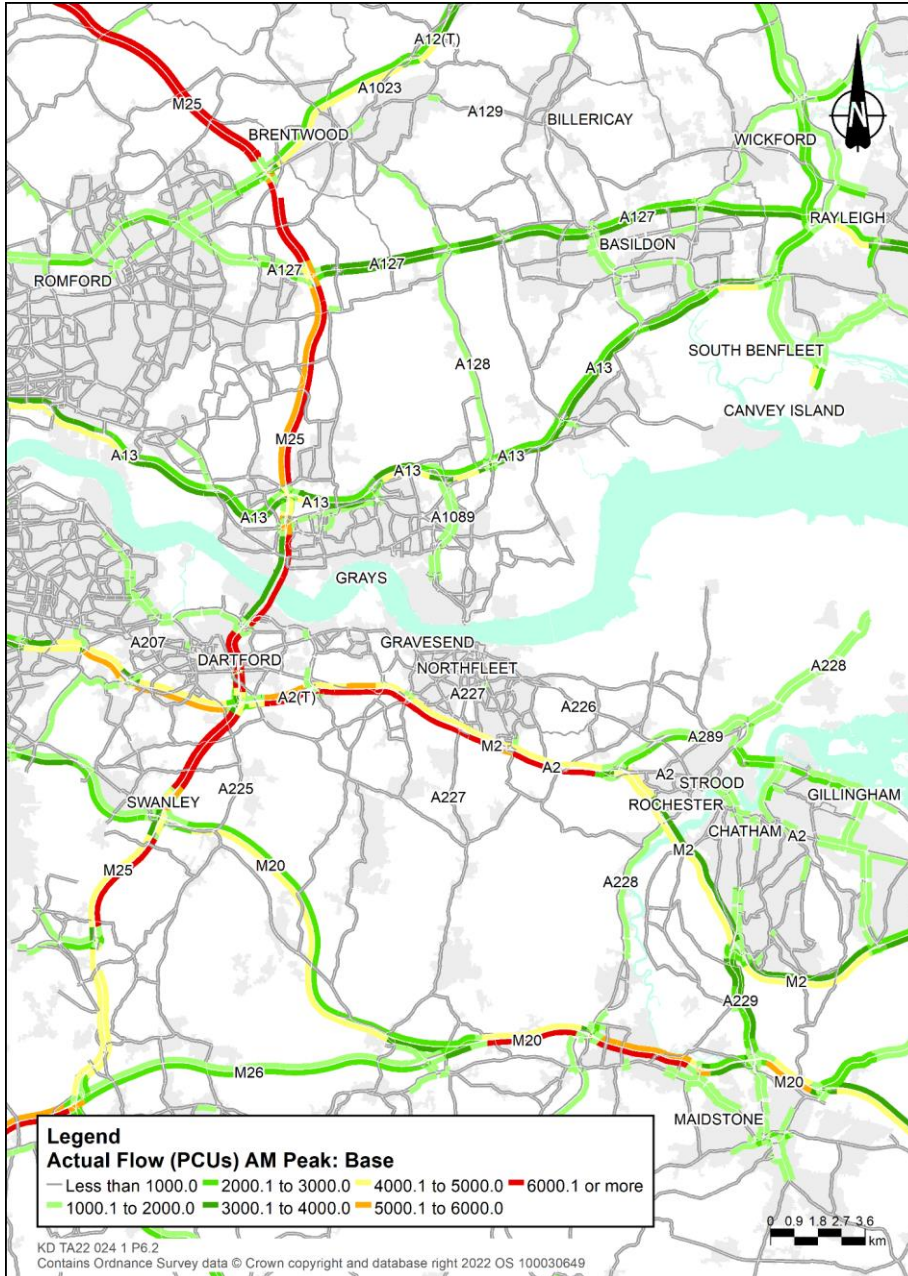 A12(T)
A1023
M25
A129
BILLERICAY
BRENTWOOD
WICKFORD
N
A127
RAYLEIGH
BASILDON
A127
A127
ROMFORD
SOUTH BENFLEET
A128
A13
CANVEY ISLAND
M25
A13
A13
A13
A13
A13
A1089
GRAYS
A207
GRAVESEND
DARTFORD
NORTHFLEET
A228
A227
A2(T)
A226
M2
A289
A2
A2
STROOD
A225
GILLINGHAM
SWANLEY
A227
ROCHESTER
CHATHAM
A2
M2
M20
M25
A228
M2
A229
M20
M26
M20
MAIDSTONE
Legend
Actual Flow (PCUs) AM Peak: Base
Less than 1000.0 2000.1 to 3000.0 4000.1 to 5000.0 6000.1 or more
1000.1 to 2000.0 3000.1 to 4000.0 5000.1 to 6000.0
0 0.9 1.8 2.7 3.6
km
KD TA22 024 1 P6.2
Contains Ordnance Survey data © Crown copyright and database right 2022 OS 100030649